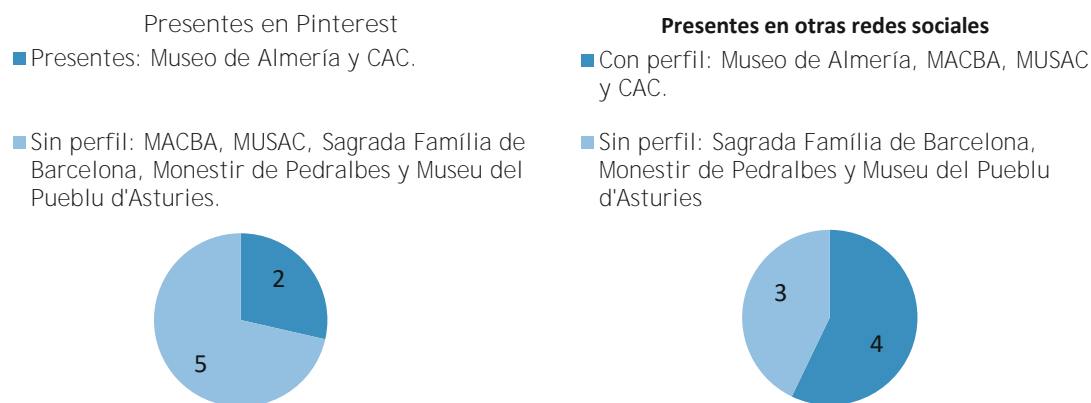 Presentes en Pinterest
Presentes: Museo de Almería y CAC.
Sin perfil: MACBA, MUSAC, Sagrada Família de
Barcelona, Monestir de Pedralbes y Museu del
Pueblu d'Asturies.
2
5
Presentes en otras redes sociales
Con perfil: Museo de Almería, MACBA, MUSAC
y CAC.
Sin perfil: Sagrada Família de Barcelona,
Monestir de Pedralbes y Museu del Pueblu
d'Asturies
3
4